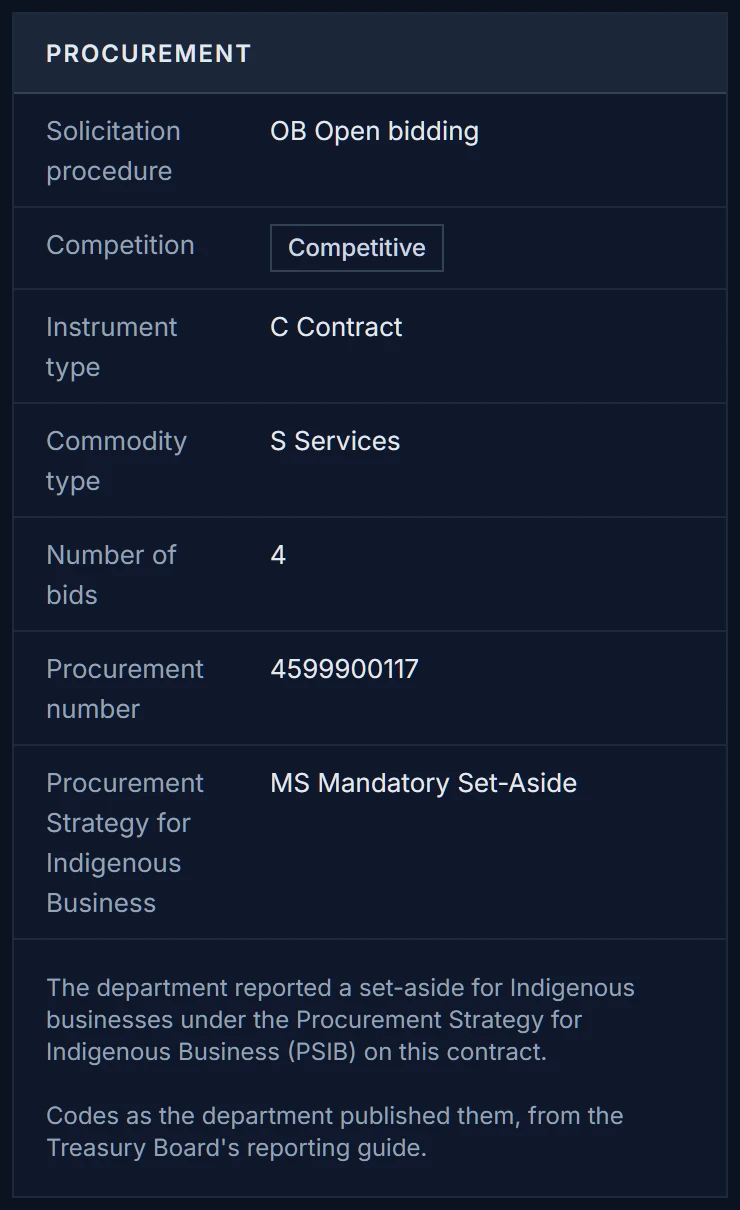 PROCUREMENT
Solicitation procedure
OB Open bidding
Competition
Competitive
Instrument type
C Contract
Commodity type
S Services
Number of bids
4
Procurement number
4599900117
Procurement Strategy for Indigenous Business
MS Mandatory Set-Aside
The department reported a set-aside for Indigenous
businesses under the Procurement Strategy for
Indigenous Business (PSIB) on this contract.
Codes as the department published them, from the
Treasury Board's reporting guide.